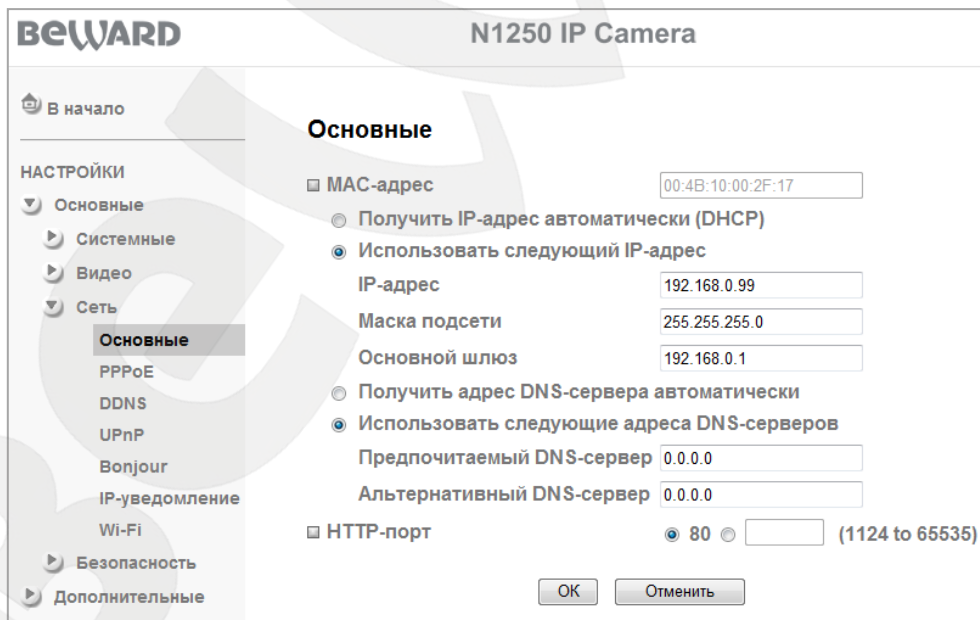 BEWARD
N1250 IP Camera
В начало
НАСТРОЙКИ
Основные
Системные
Видео
Сеть
Основные
PPPoE
DDNS
UPnP
Bonjour
IP-уведомление
Wi-Fi
Безопасность
Дополнительные
Основные
MAC-адрес 00:4B:10:00:2F:17
Получить IP-адрес автоматически (DHCP)
Использовать следующий IP-адрес
IP-адрес 192.168.0.99
Маска подсети 255.255.255.0
Основной шлюз 192.168.0.1
Получить адрес DNS-сервера автоматически
Использовать следующие адреса DNS-серверов
Предпочитаемый DNS-сервер 0.0.0.0
Альтернативный DNS-сервер 0.0.0.0
HTTP-порт 80 (1124 to 65535)
OK Отменить